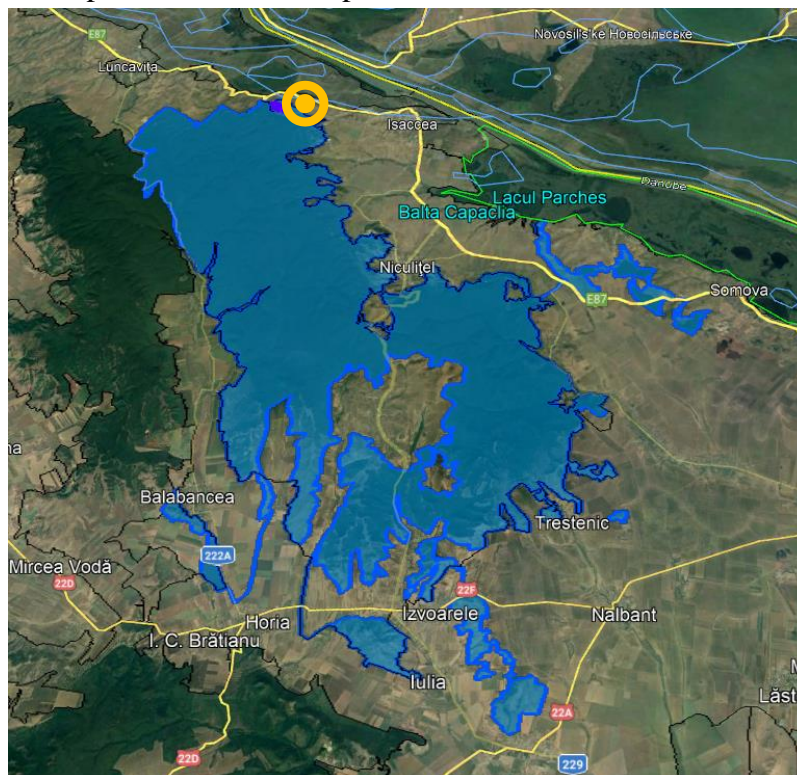 E87
Novosil's'ke Новосільське
Luncavița
Isaccea
Danube
Lacul Parches
Balta Capaclia
Niculițel
E87
Somova
Balabancea
Trestenic
222A
Mircea Vodă
22D
22F
Izvoarele
Nalbant
Horia
I. C. Brătianu
Iulia
22A
22D
229